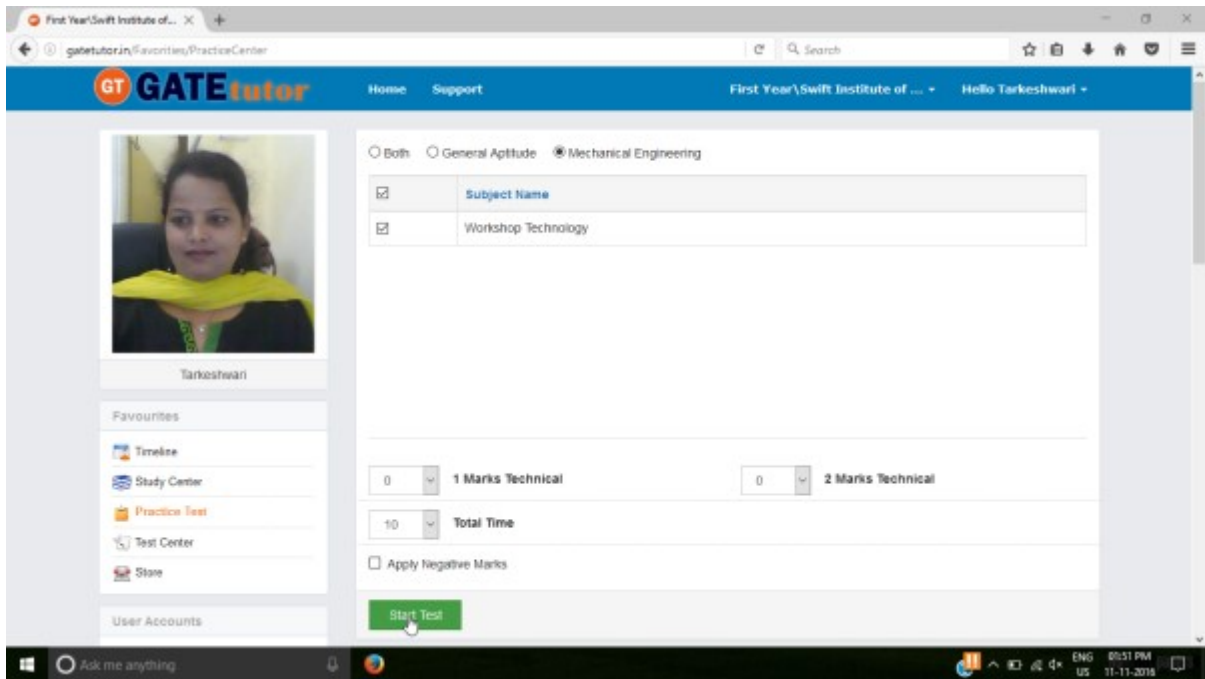 First Year\Swift Institute of...
gatetutor.in/Favorities/PracticeCenter
Search
GT GATEtutor
Home Support First Year\Swift Institute of .... Hello Tarkeshwari
Both General Aptitude Mechanical Engineering
Subject Name
Workshop Technology
Tarkeshwari
Favourites
Timeline
Study Center
Practice Test
Test Center
Store
User Accounts
0 1 Marks Technical 0 2 Marks Technical
10 Total Time
Apply Negative Marks
Start Test
Ask me anything
ENG 01:51 PM
US 11-11-2016